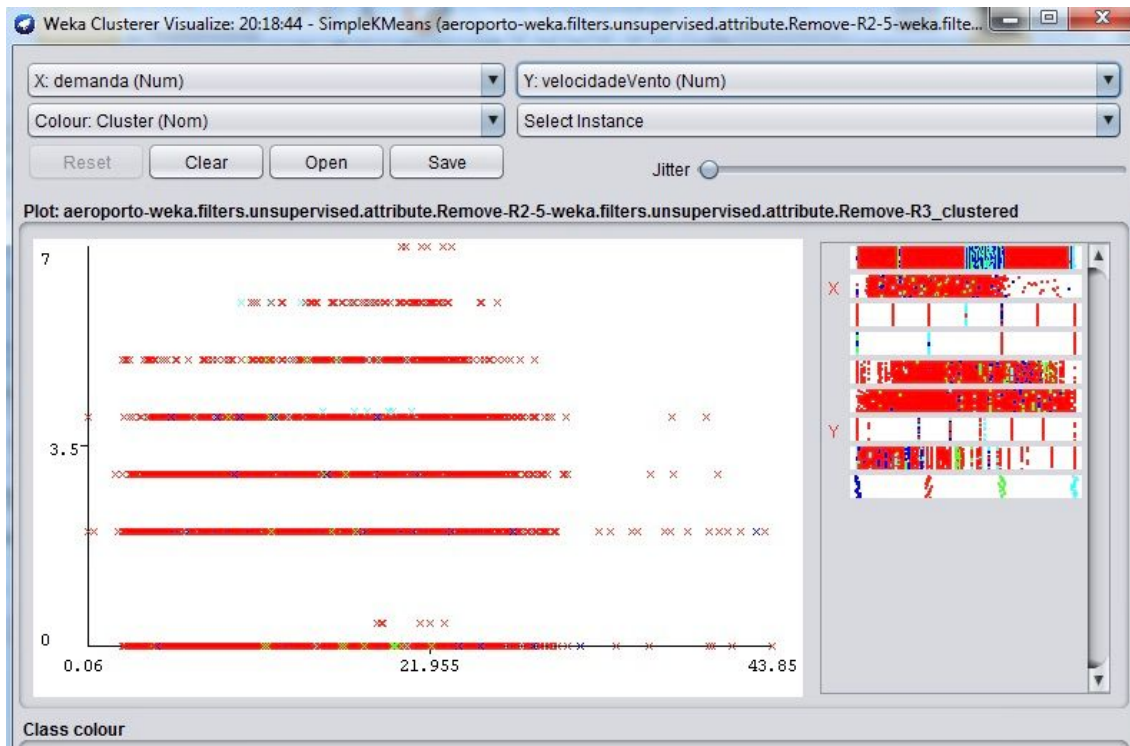 Weka Clusterer Visualize: 20:18:44 - SimpleKMeans (aeroporto-weka.filters.unsupervised.attribute.Remove-R2-5-weka.filte...
X: demanda (Num)
Y: velocidadeVento (Num)
Colour: Cluster (Nom)
Select Instance
Reset
Clear
Open
Save
Jitter
Plot: aeroporto-weka.filters.unsupervised.attribute.Remove-R2-5-weka.filters.unsupervised.attribute.Remove-R3_clustered
7
3.5
0
0.06
21.955
43.85
X
Y
Class colour